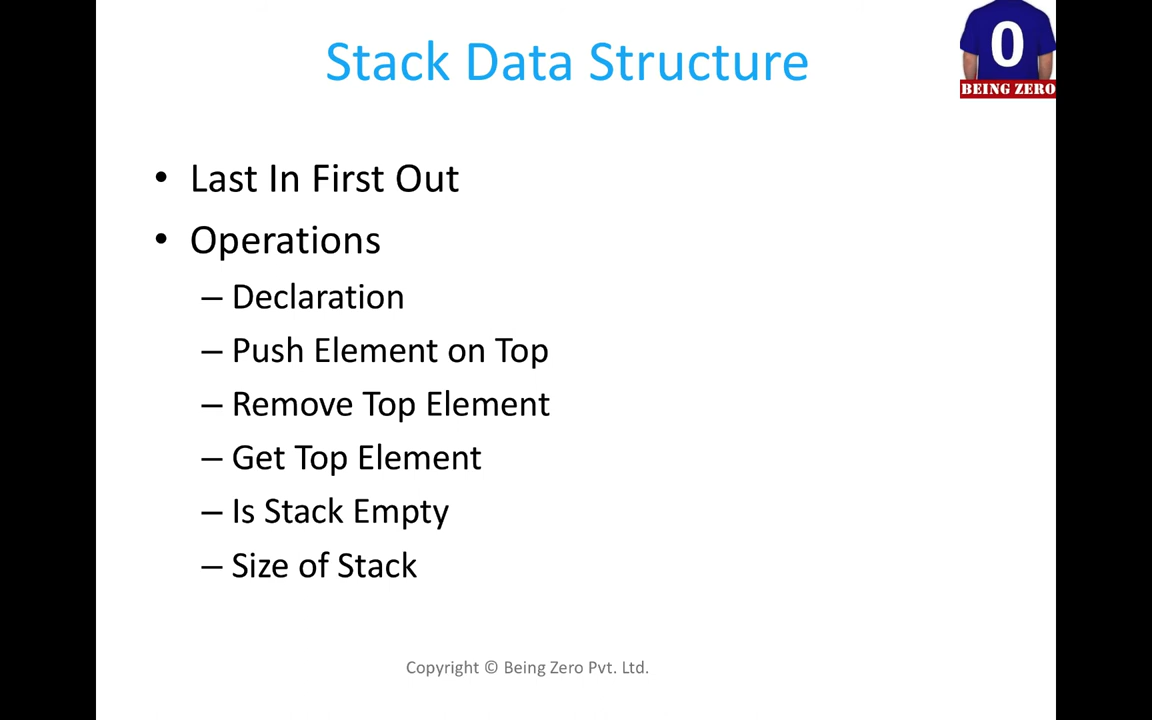 Stack Data Structure
0
BEING ZERO
• Last In First Out
• Operations
– Declaration
– Push Element on Top
– Remove Top Element
– Get Top Element
– Is Stack Empty
– Size of Stack
Copyright © Being Zero Pvt. Ltd.